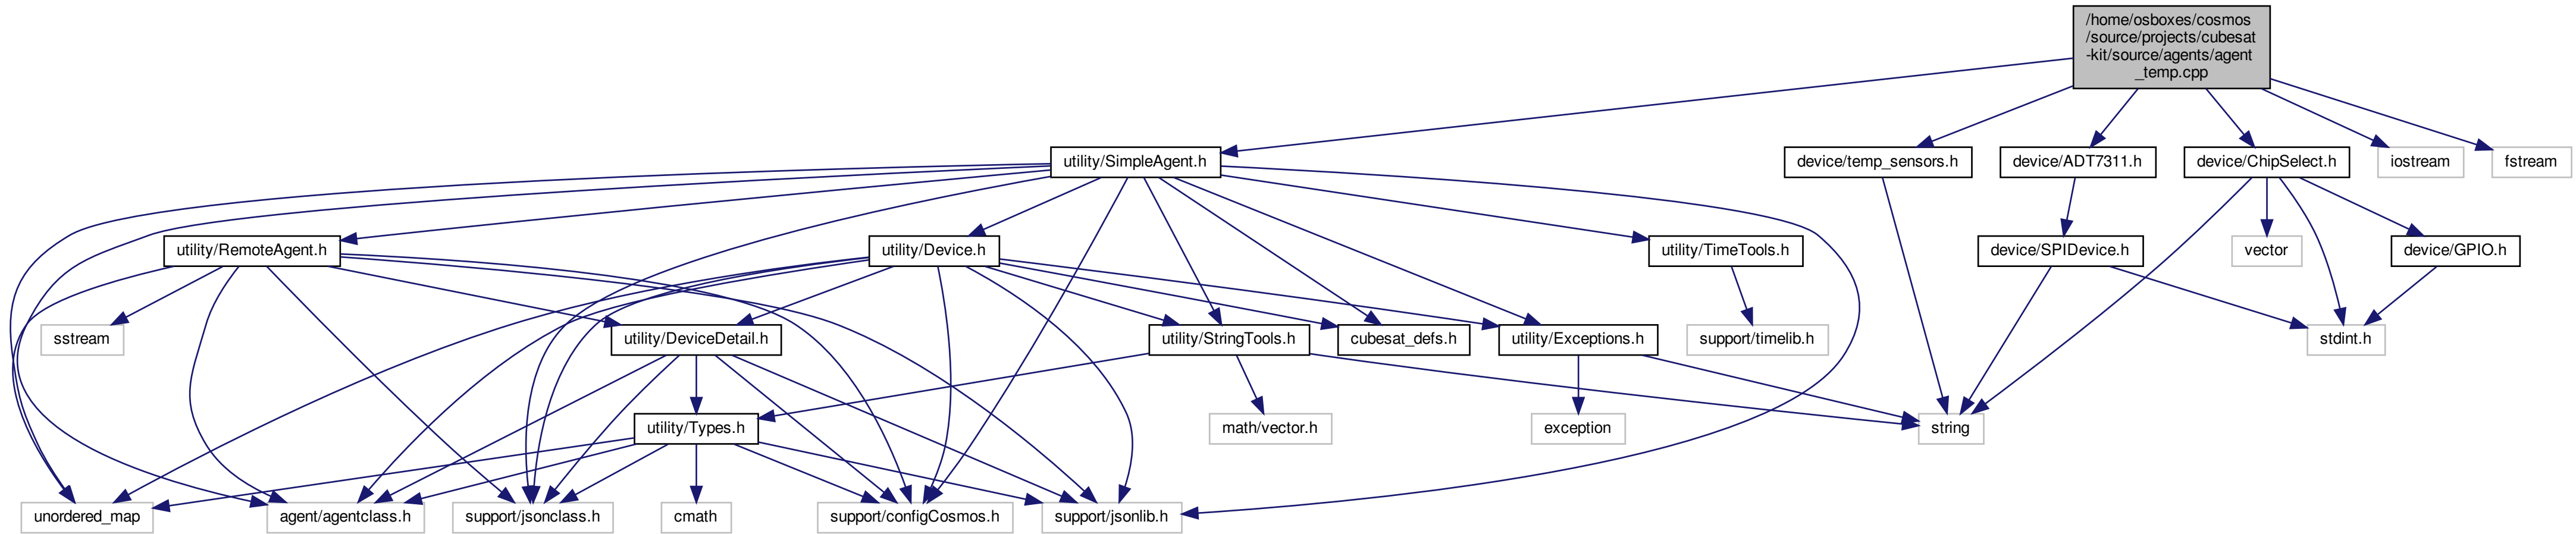 /home/osboxes/cosmos
/source/projects/cubesat
-kit/source/agents/agent
_temp.cpp
utility/SimpleAgent.h
device/temp_sensors.h
device/ADT7311.h
device/ChipSelect.h
iostream
fstream
utility/RemoteAgent.h
utility/Device.h
utility/TimeTools.h
device/SPIDevice.h
vector
device/GPIO.h
sstream
utility/DeviceDetail.h
utility/StringTools.h
cubesat_defs.h
utility/Exceptions.h
support/timelib.h
stdint.h
utility/Types.h
math/vector.h
exception
string
unordered_map
agent/agentclass.h
support/jsonclass.h
cmath
support/configCosmos.h
support/jsonlib.h